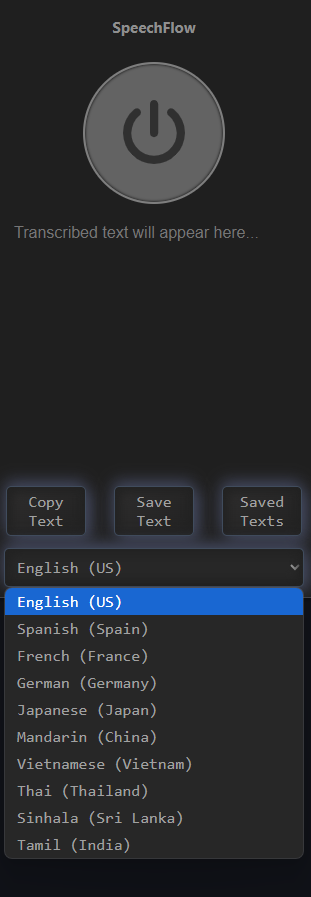 SpeechFlow
Transcribed text will appear here...
Copy
Text
Save
Text
Saved
Texts
English (US)
English (US)
Spanish (Spain)
French (France)
German (Germany)
Japanese (Japan)
Mandarin (China)
Vietnamese (Vietnam)
Thai (Thailand)
Sinhala (Sri Lanka)
Tamil (India)